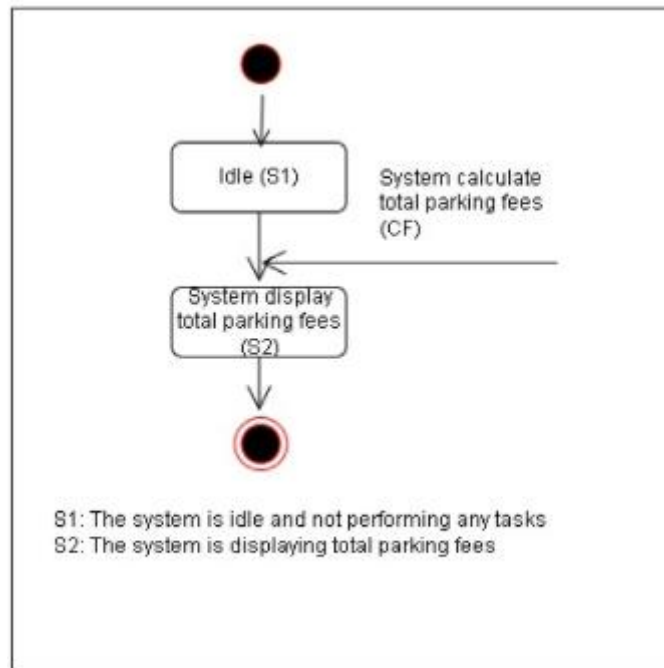 Idle (S1)
System calculate
total parking fees
(CF)
System display
total parking fees
(S2)
S1: The system is idle and not performing any tasks
S2: The system is displaying total parking fees